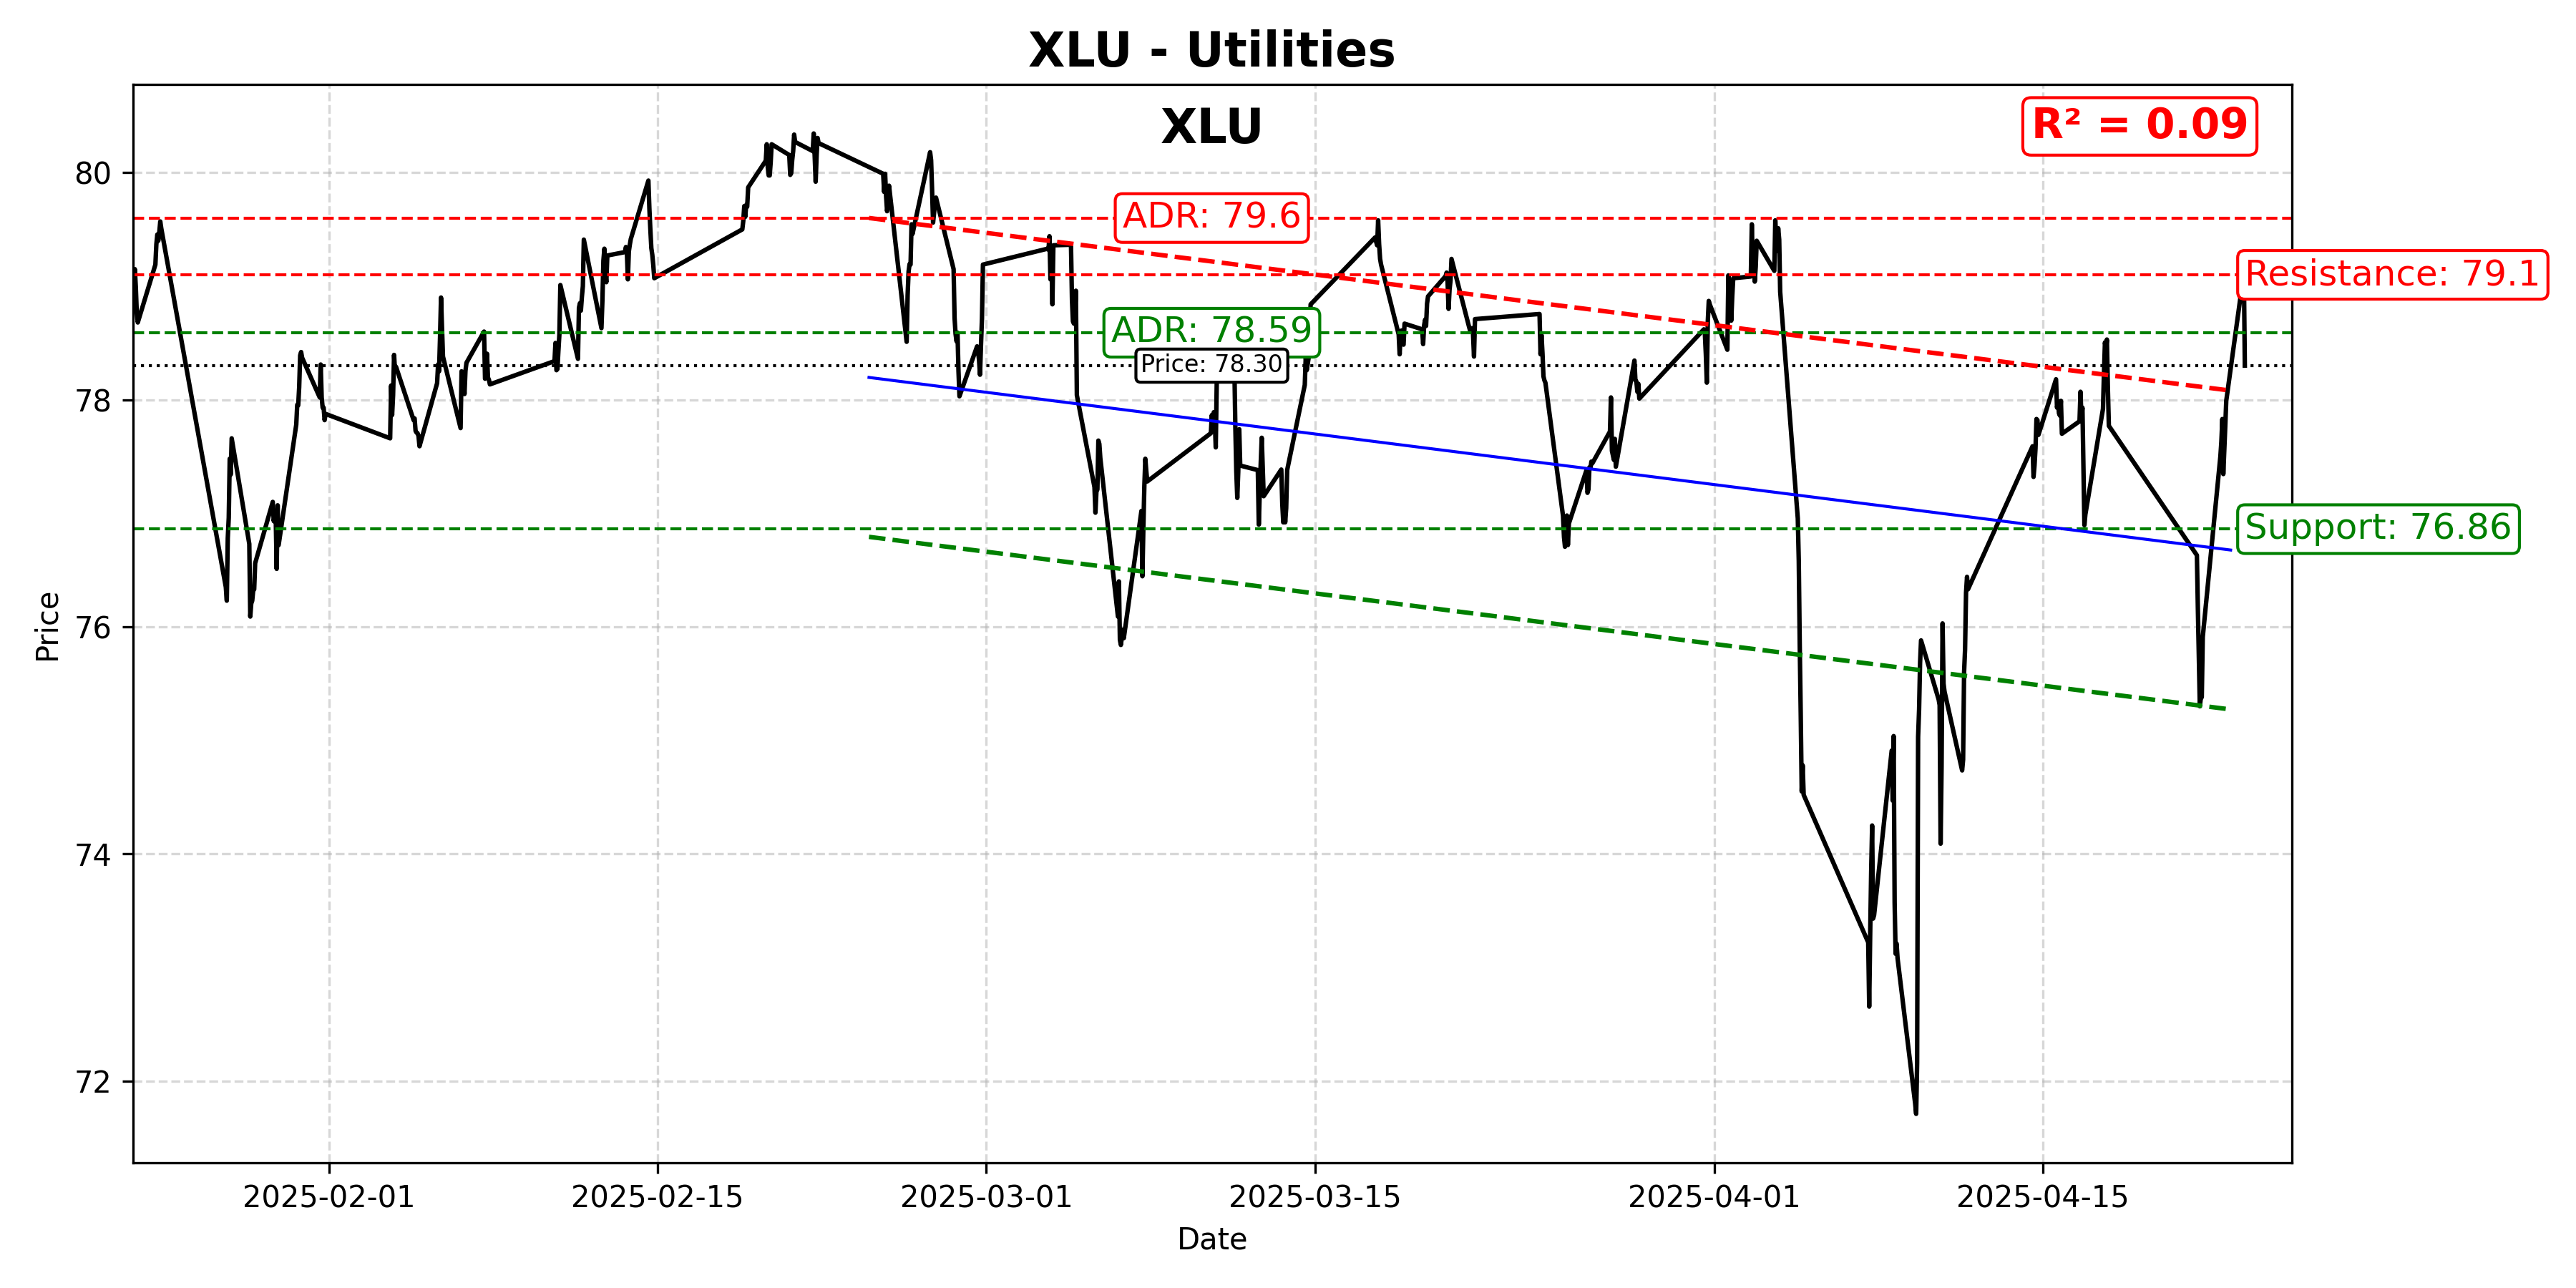 XLU - Utilities
XLU
R² = 0.09
80
ADR: 79.6
Resistance: 79.1
ADR: 78.59
Price: 78.30
78
Support: 76.86
76
Price
74
72
2025-02-01
2025-02-15
2025-03-01
2025-03-15
2025-04-01
2025-04-15
Date